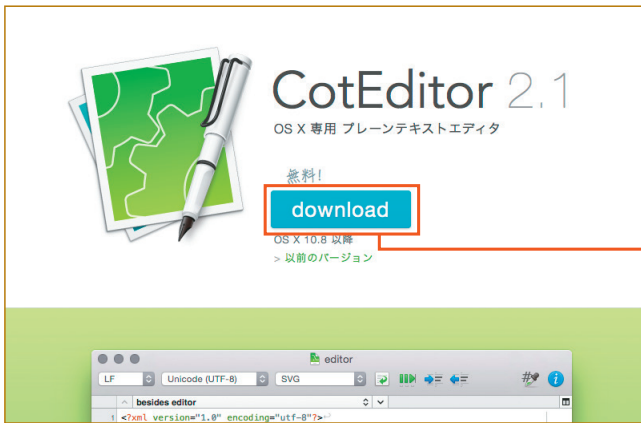 CotEditor 2.1
OS X 専用 プレーンテキストエディタ
無料!
download
OS X 10.8 以降
> 以前のバージョン
editor
LF Unicode (UTF-8) SVG
besides editor
1 <?xml version="1.0" encoding="utf-8"?>↩